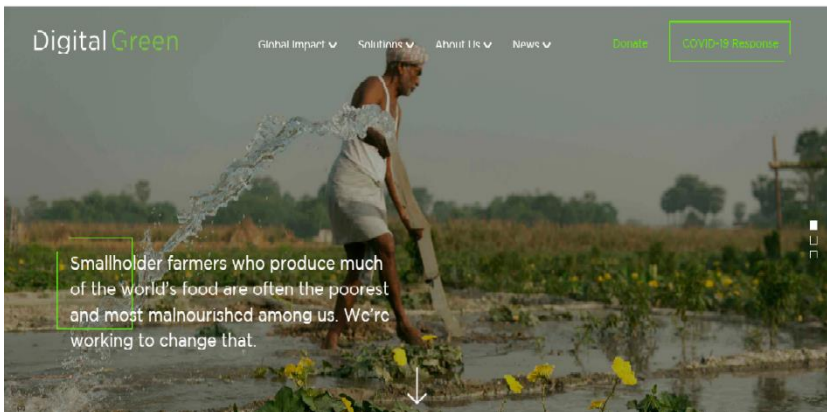 Digital Green
Global Impact Solutions About Us News Donate COVID-19 Response
Smallholder farmers who produce much
of the world's food are often the poorest
and most malnourished among us. We're
working to change that.